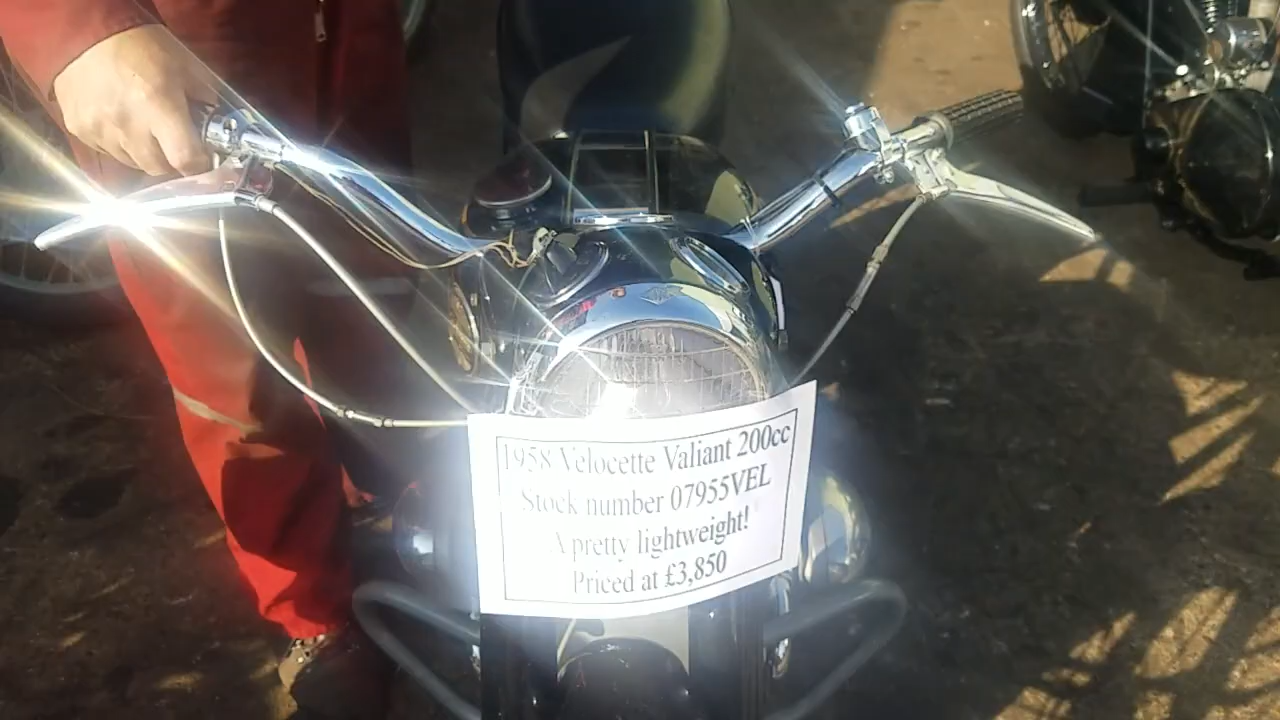 1958 Velocette Valiant 200cc
Stock number 07955VEL
A pretty lightweight!
Priced at £3,850